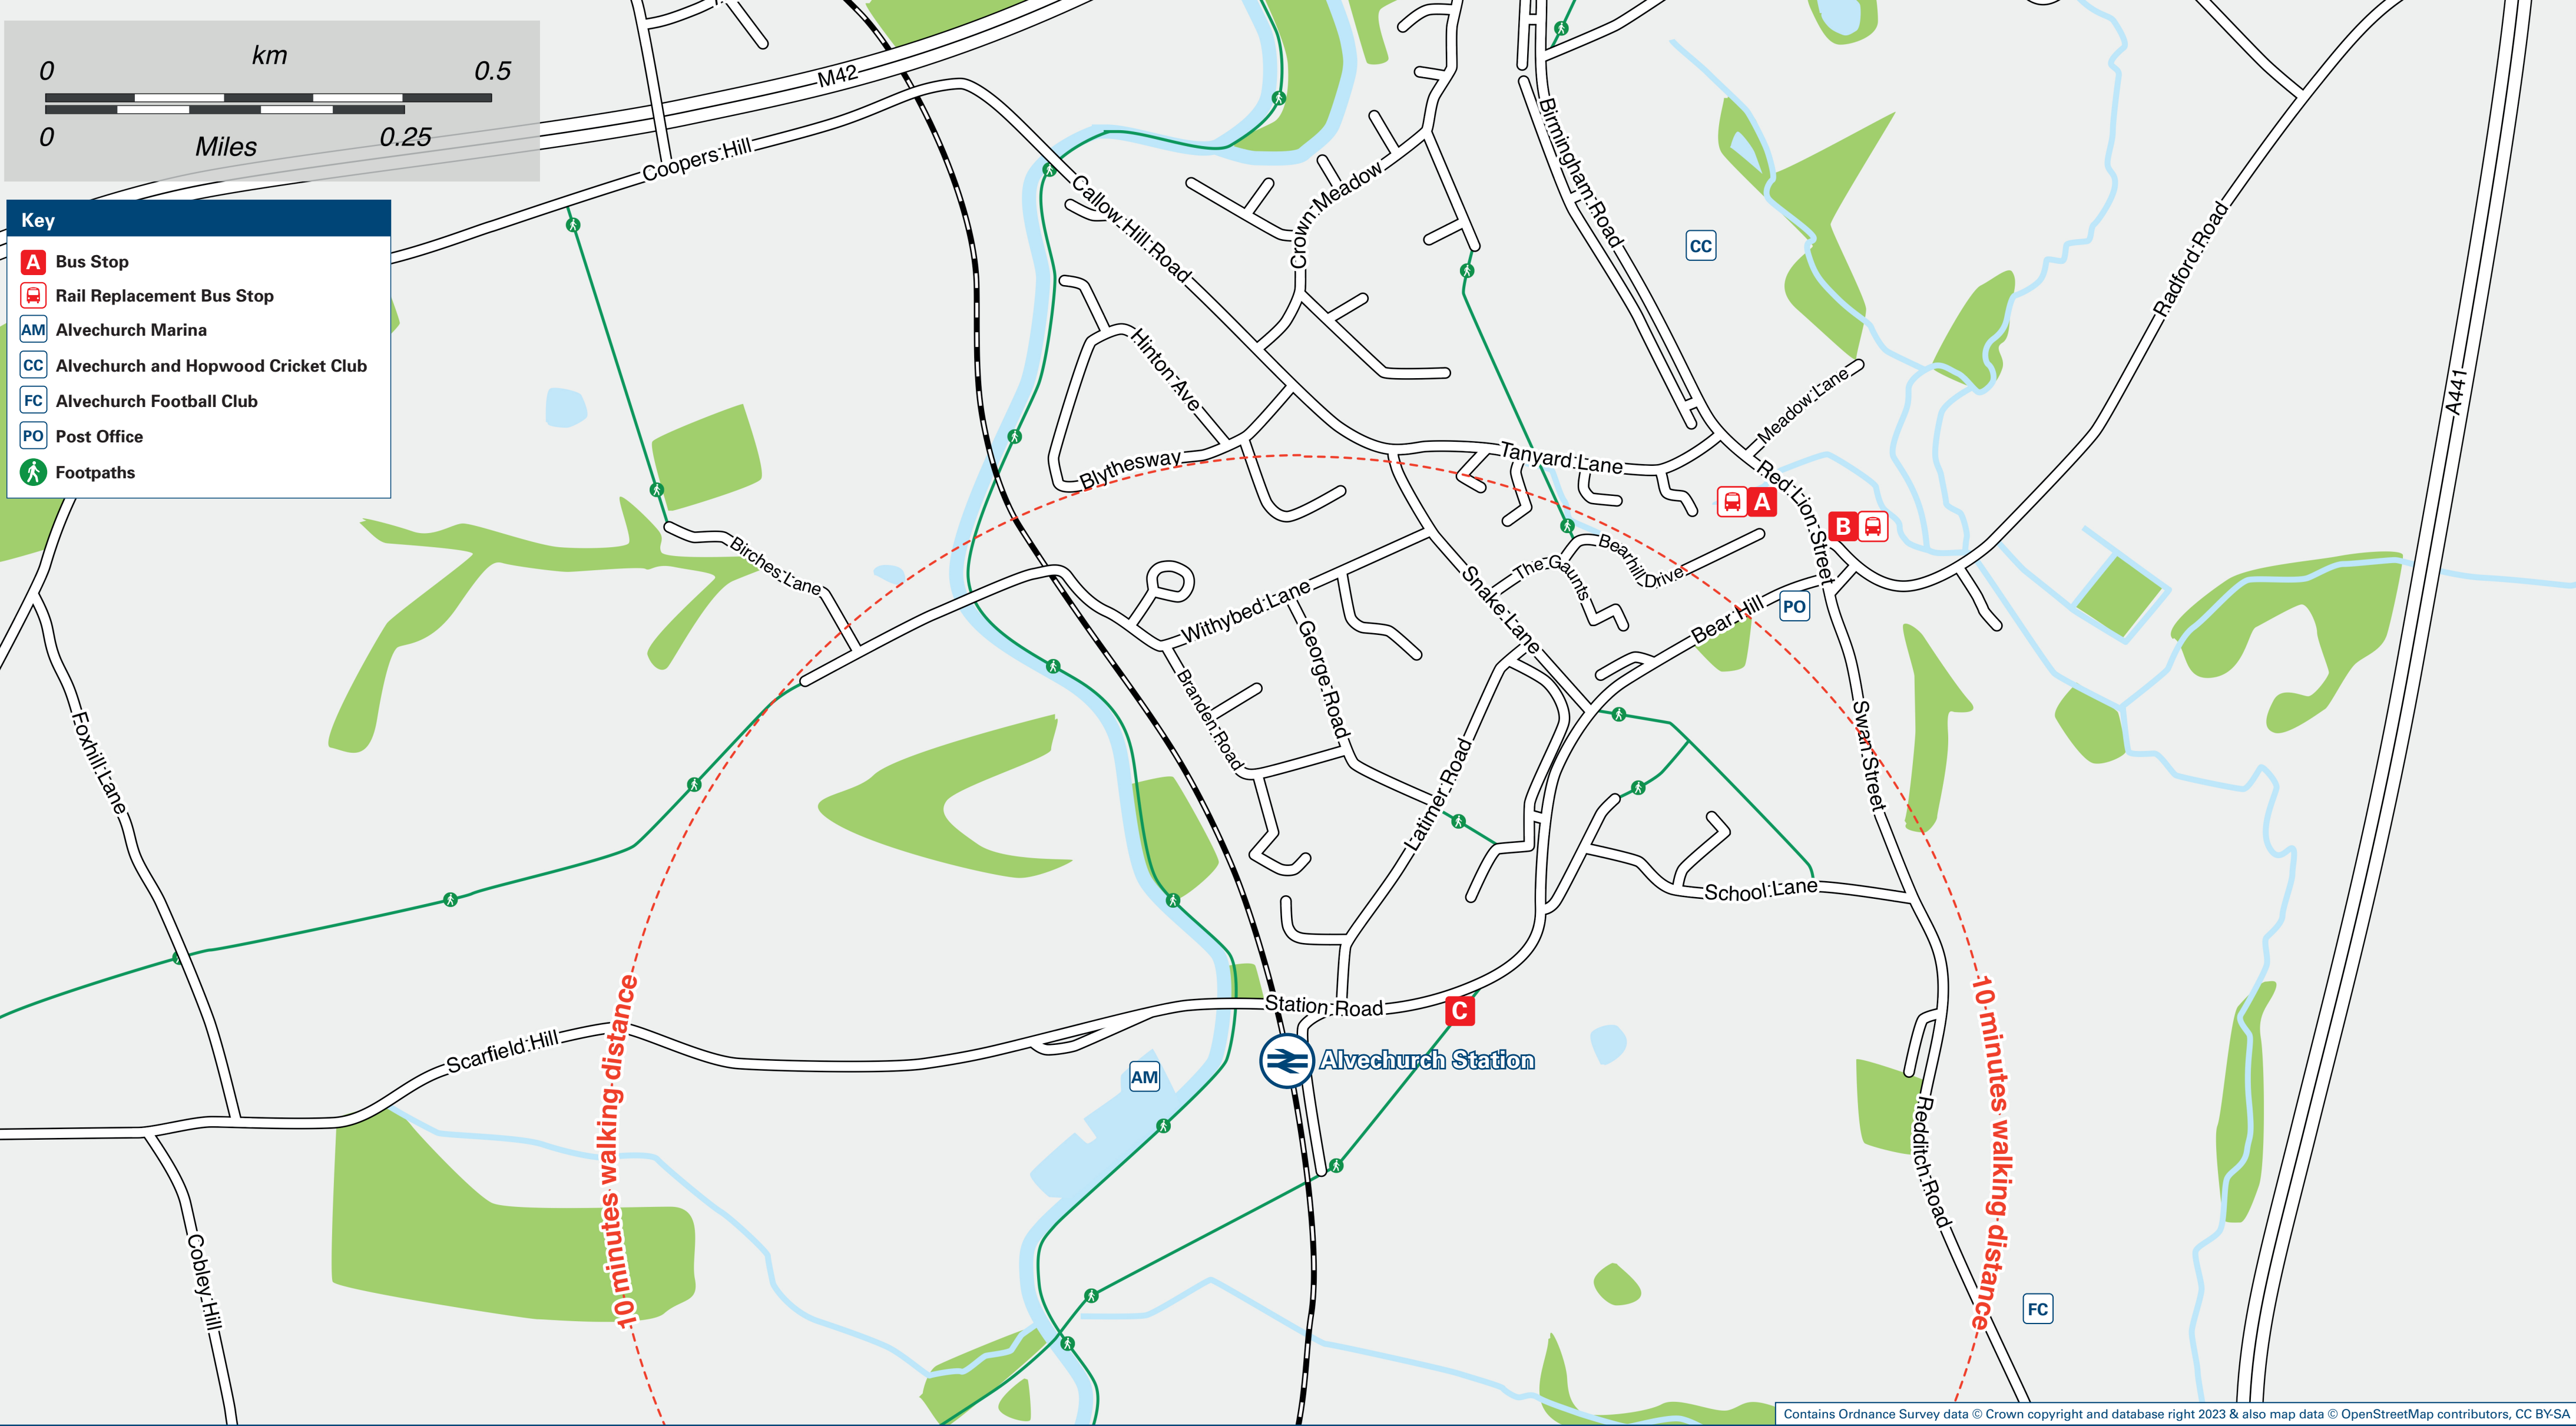 km
0 0.5
0 0.25
Miles
Key
A Bus Stop
Rail Replacement Bus Stop
AM Alvechurch Marina
CC Alvechurch and Hopwood Cricket Club
FC Alvechurch Football Club
PO Post Office
Footpaths
M42
Coopers Hill
Callow Hill Road
Crown Meadow
Birmingham Road
CC
Radford Road
A441
Hinton Ave
Blythesway
Tanyard Lane
Meadow Lane
Red Lion Street
A
B
Birches Lane
Bearhill Drive
The Gaunts
Withybed Lane
Snake Lane
George Road
Bear Hill
PO
Branden Road
Swan Street
Latimer Road
Foxhill Lane
School Lane
10 minutes walking distance
10 minutes walking distance
Station Road
C
Scarfield Hill
Alvechurch Station
AM
Redditch Road
Cobley Hill
FC
Contains Ordnance Survey data © Crown copyright and database right 2023 & also map data © OpenStreetMap contributors, CC BY-SA